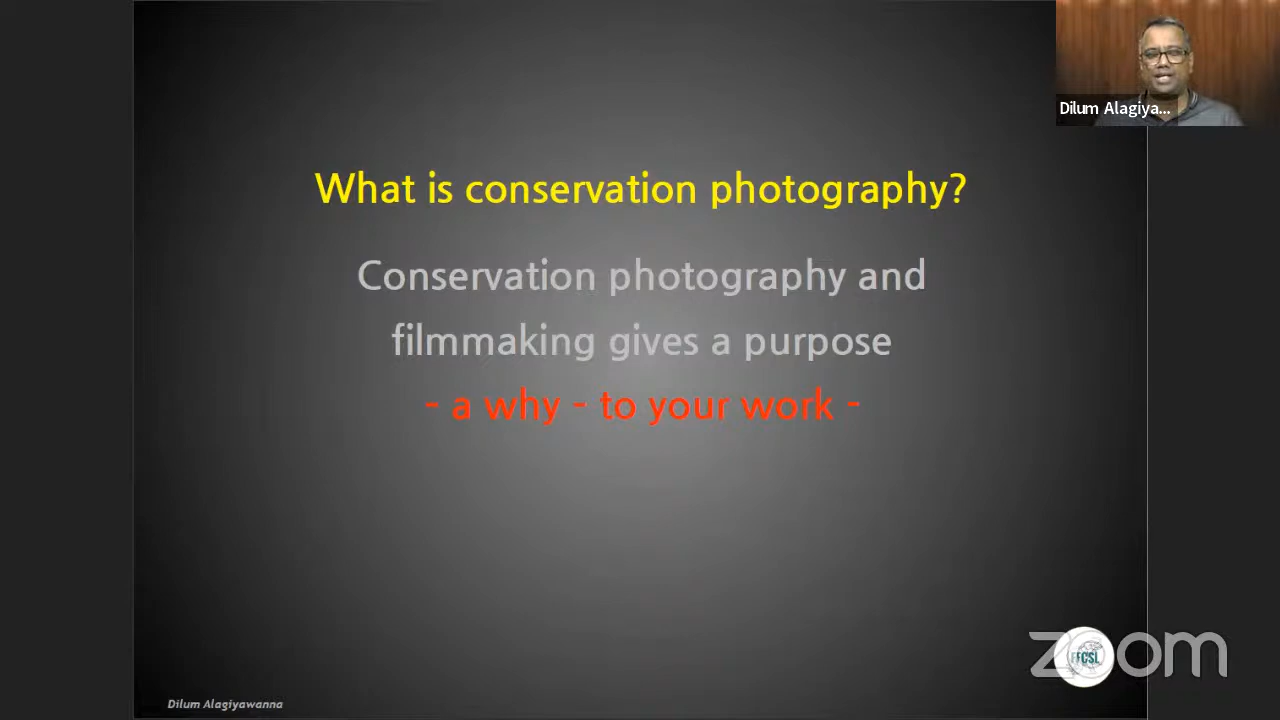 Dilum Alagiya...
What is conservation photography?
Conservation photography and
filmmaking gives a purpose
- a why - to your work -
zoom
FFCSL
Dilum Alagiyawanna